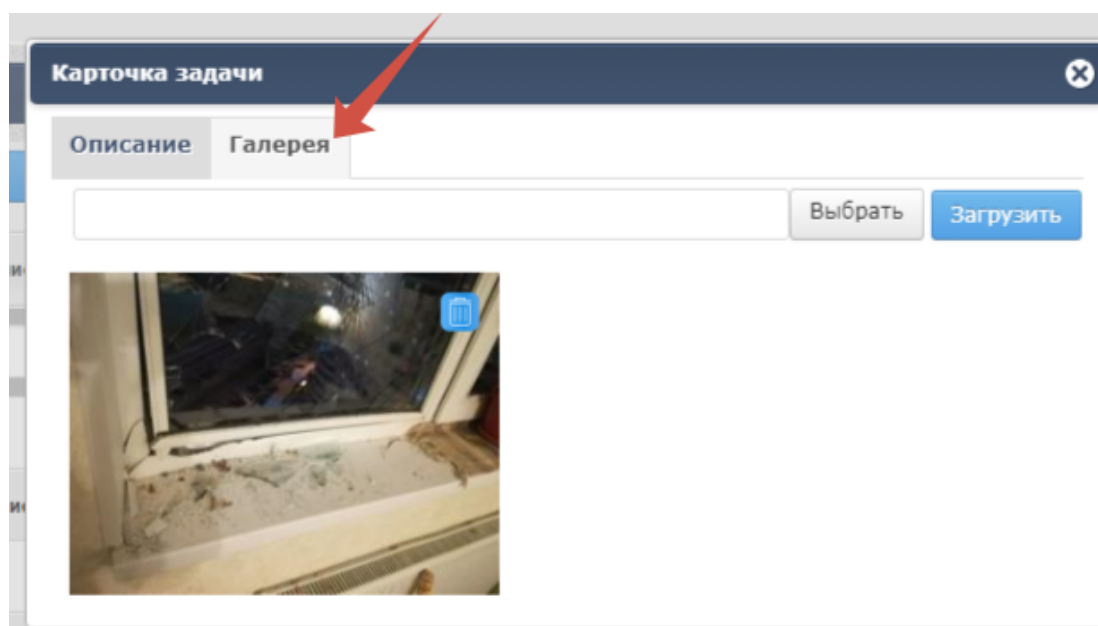 Карточка задачи
Описание Галерея
Выбрать Загрузить